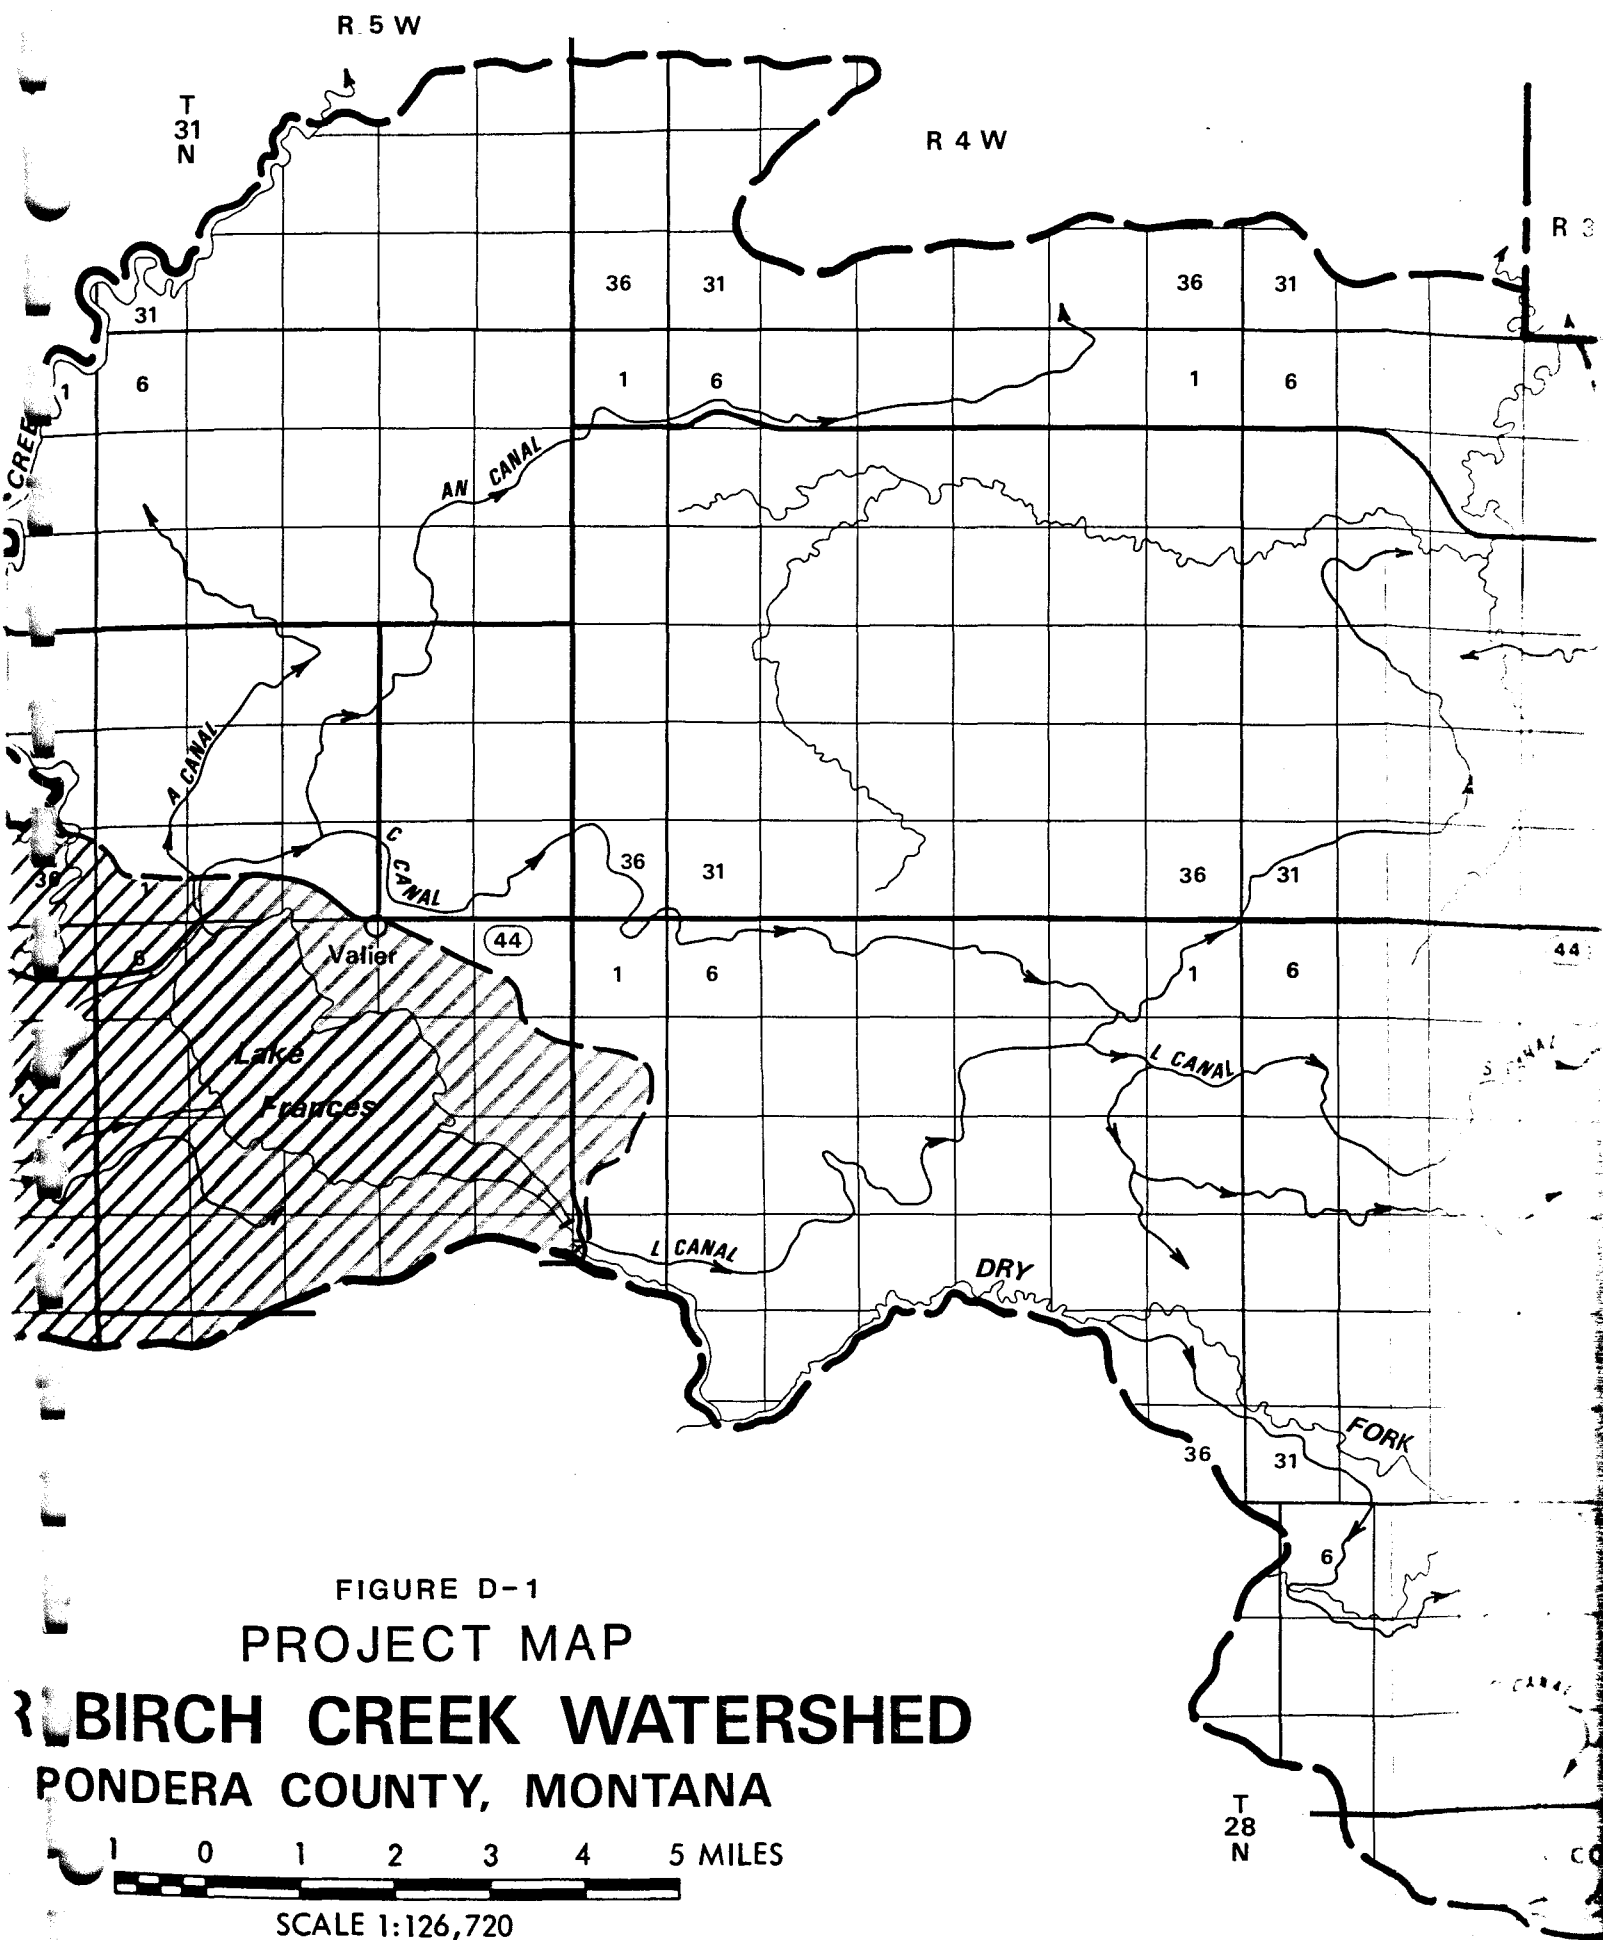 R 5 W
T
31
N
R 4 W
R 3
36
31
36
31
31
1
6
1
6
1
6
CREE
AN CANAL
A CANAL
C CANAL
36
31
36
31
36
1
6
Valier
44
1
6
1
6
44
Lake
Frances
L CANAL
S CANAL
L CANAL
DRY
FORK
36
31
6
CANAL
T
28
N
CO
FIGURE D-1
PROJECT MAP
R BIRCH CREEK WATERSHED
PONDERA COUNTY, MONTANA
1 0 1 2 3 4 5 MILES
SCALE 1:126,720